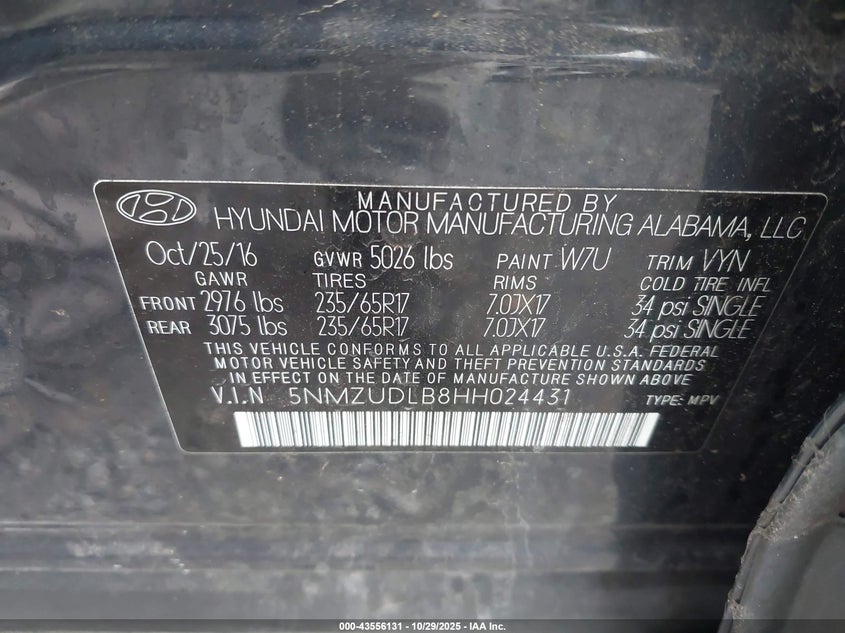 MANUFACTURED BY
HYUNDAI MOTOR MANUFACTURING ALABAMA, LLC
Oct/25/16 GVWR 5026 lbs PAINT W7U TRIM VYN
GAWR TIRES RIMS COLD TIRE INFL
FRONT 2976 lbs 235/65R17 7.0JX17 34 psi SINGLE
REAR 3075 lbs 235/65R17 7.0JX17 34 psi SINGLE
THIS VEHICLE CONFORMS TO ALL APPLICABLE U.S.A. FEDERAL
MOTOR VEHICLE SAFETY AND THEFT PREVENTION STANDARDS
IN EFFECT ON THE DATE OF MANUFACTURE SHOWN ABOVE.
V.I.N 5NMZUDLB8HH024431 TYPE: MPV
000-43556131 - 10/29/2025 - IAA Inc.